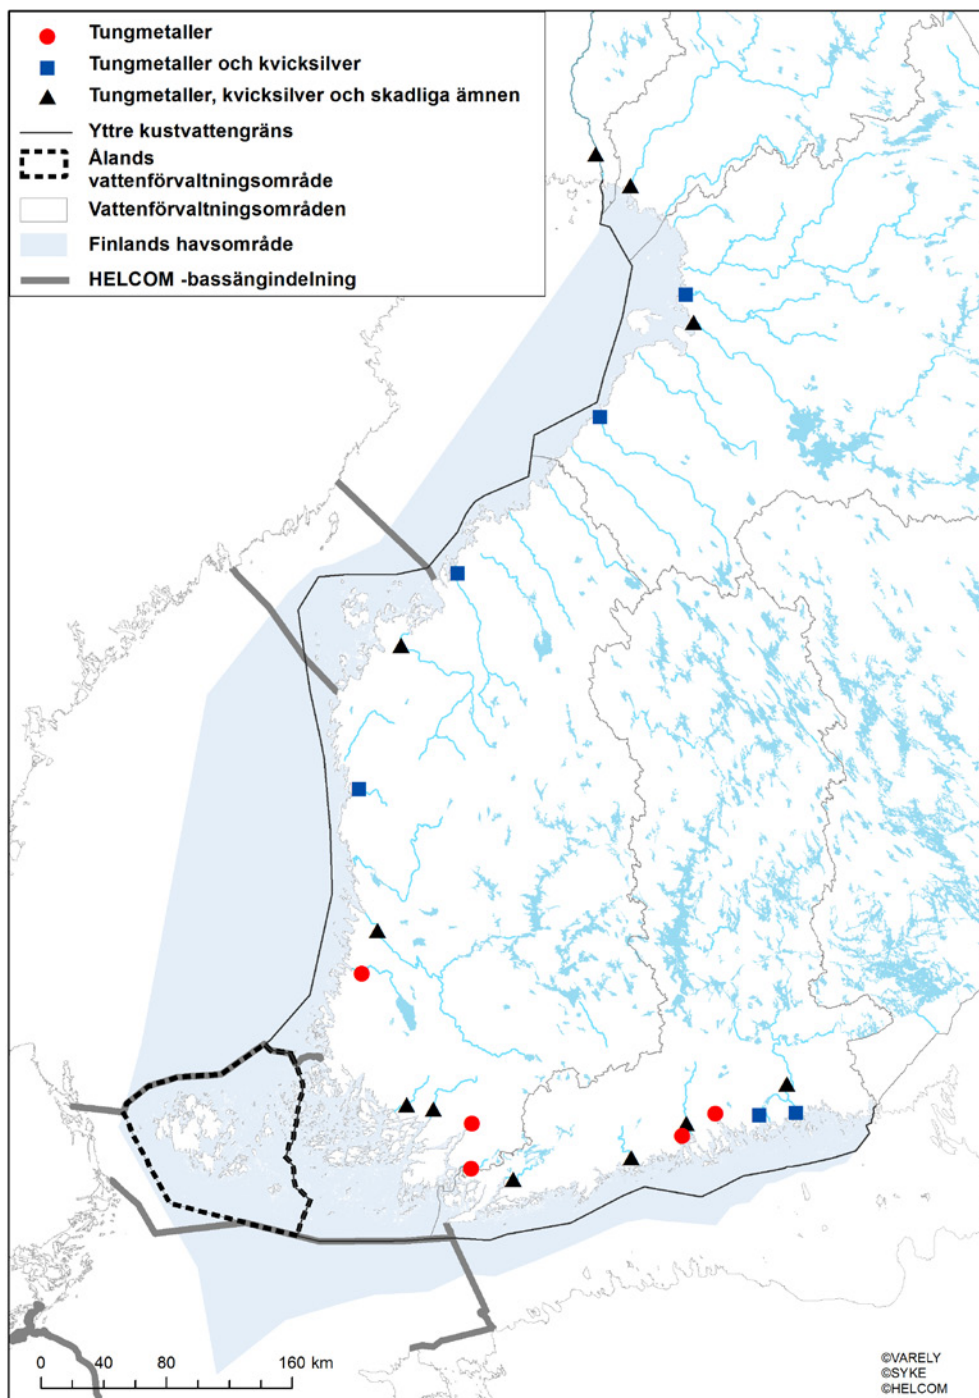 Tungmetaller
Tungmetaller och kvicksilver
Tungmetaller, kvicksilver och skadliga ämnen
Yttre kustvattengräns
Ålands
vattenförvaltningsområde
Vattenförvaltningsområden
Finlands havsområde
HELCOM -bassängindelning
0 40 80 160 km
©VARELY
©SYKE
©HELCOM